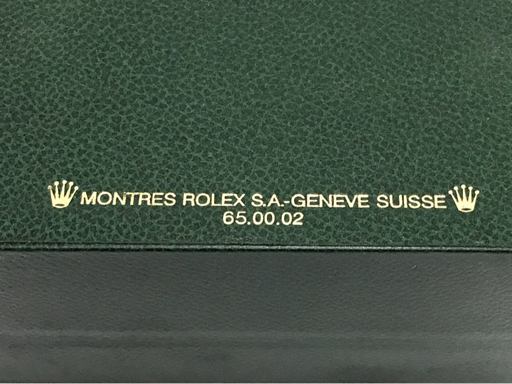 MONTRES ROLEX S.A.-GENEVE SUISSE
65.00.02